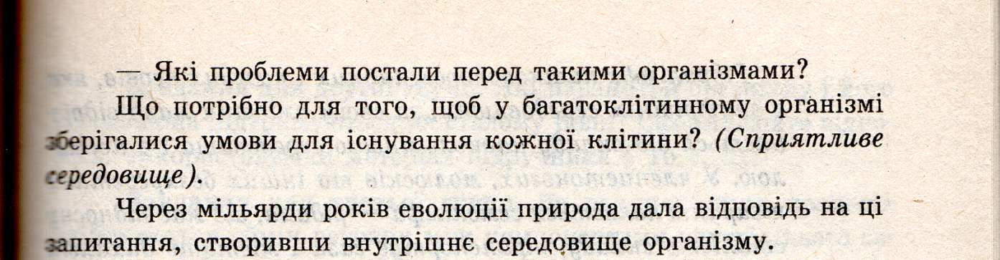 — Які проблеми постали перед такими організмами?
Що потрібно для того, щоб у багатоклітинному організмі
зберігалися умови для існування кожної клітини? (Сприятливе
середовище).
Через мільярди років еволюції природа дала відповідь на ці
запитання, створивши внутрішнє середовище організму.